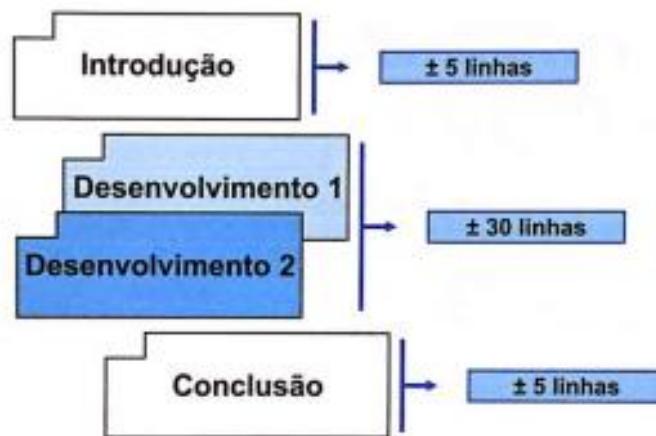 Introdução
± 5 linhas
Desenvolvimento 1
Desenvolvimento 2
± 30 linhas
Conclusão
± 5 linhas